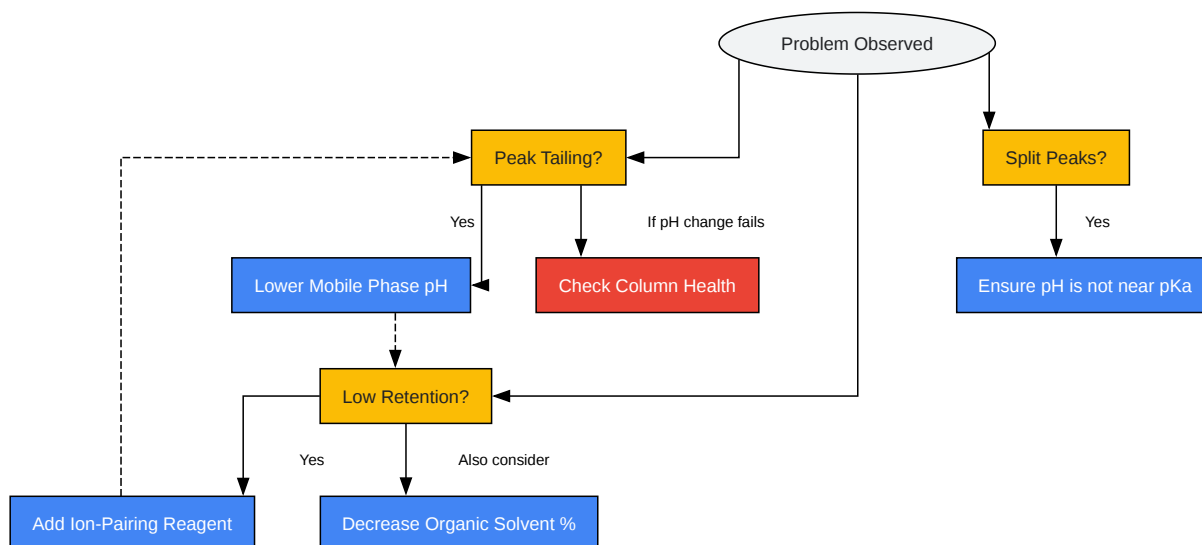 Problem Observed
Peak Tailing?
Split Peaks?
Yes
If pH change fails
Yes
Lower Mobile Phase pH
Check Column Health
Ensure pH is not near pKa
Low Retention?
Yes
Also consider
Add Ion-Pairing Reagent
Decrease Organic Solvent %